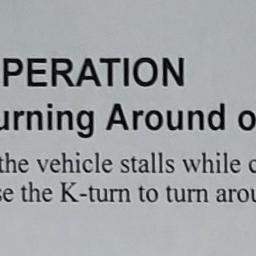 PERATION
urning Around o
the vehicle stalls while
se the K-turn to turn arou